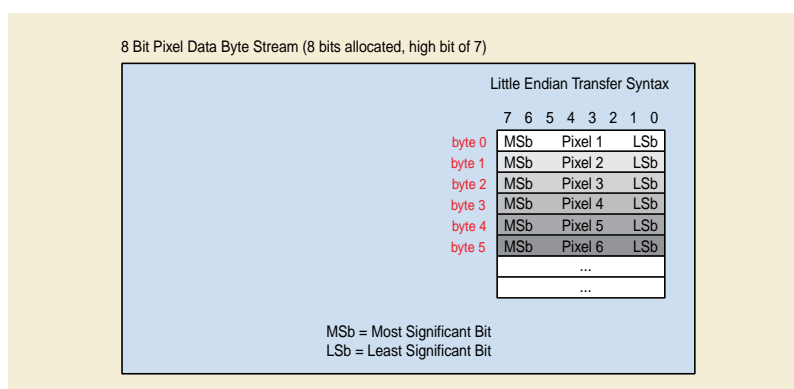 8 Bit Pixel Data Byte Stream (8 bits allocated, high bit of 7)
Little Endian Transfer Syntax
7 6 5 4 3 2 1 0
byte 0 MSb Pixel 1 LSb
byte 1 MSb Pixel 2 LSb
byte 2 MSb Pixel 3 LSb
byte 3 MSb Pixel 4 LSb
byte 4 MSb Pixel 5 LSb
byte 5 MSb Pixel 6 LSb
...
...
MSb = Most Significant Bit
LSb = Least Significant Bit